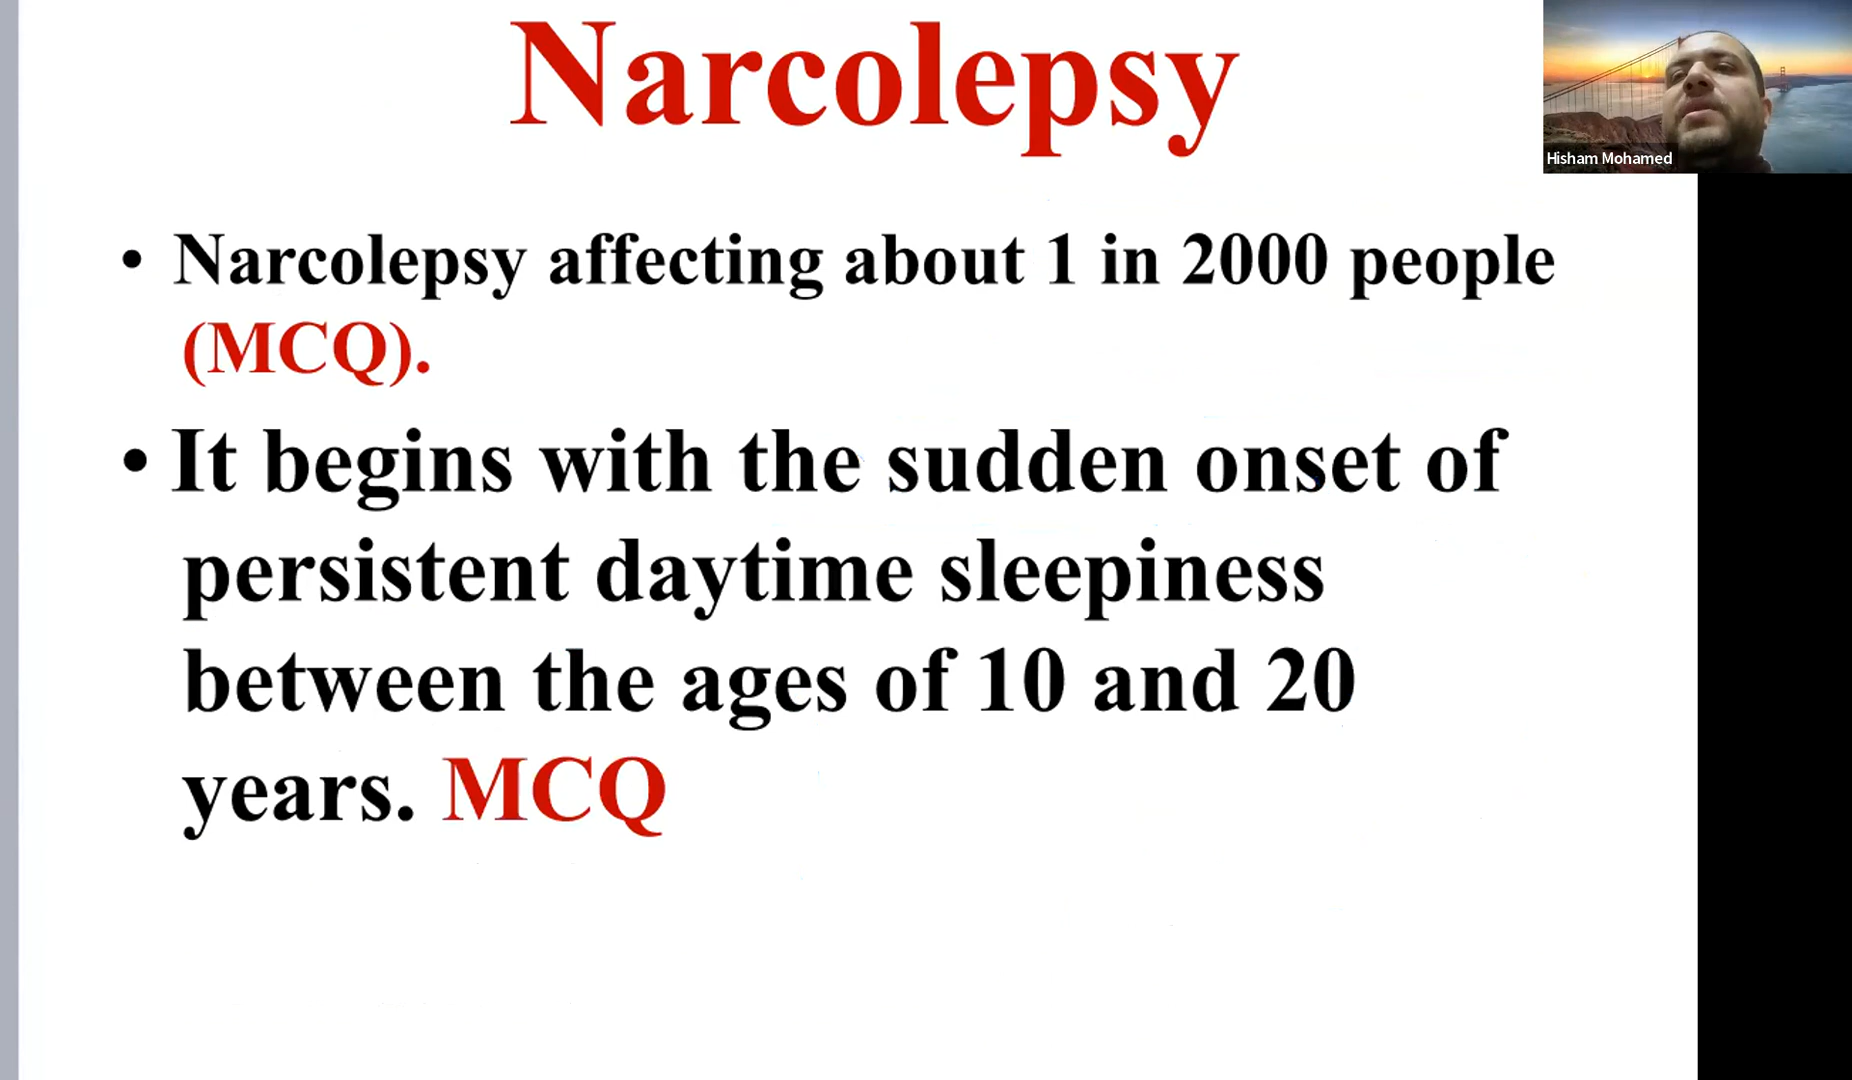 Narcolepsy
Hisham Mohamed
• Narcolepsy affecting about 1 in 2000 people
(MCQ).
• It begins with the sudden onset of
persistent daytime sleepiness
between the ages of 10 and 20
years. MCQ